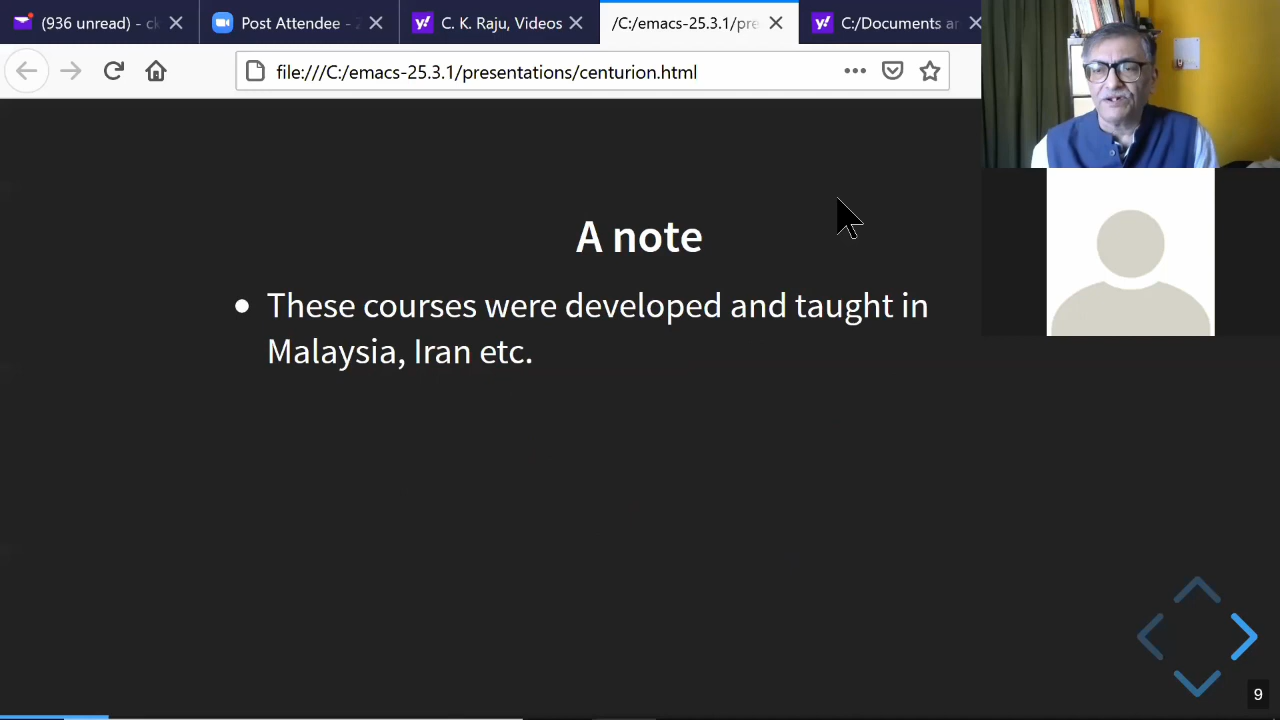 (936 unread) - ck
Post Attendee - Z
C. K. Raju, Videos
/C:/emacs-25.3.1/pre
C:/Documents an
file:///C:/emacs-25.3.1/presentations/centurion.html
A note
These courses were developed and taught in
Malaysia, Iran etc.
9